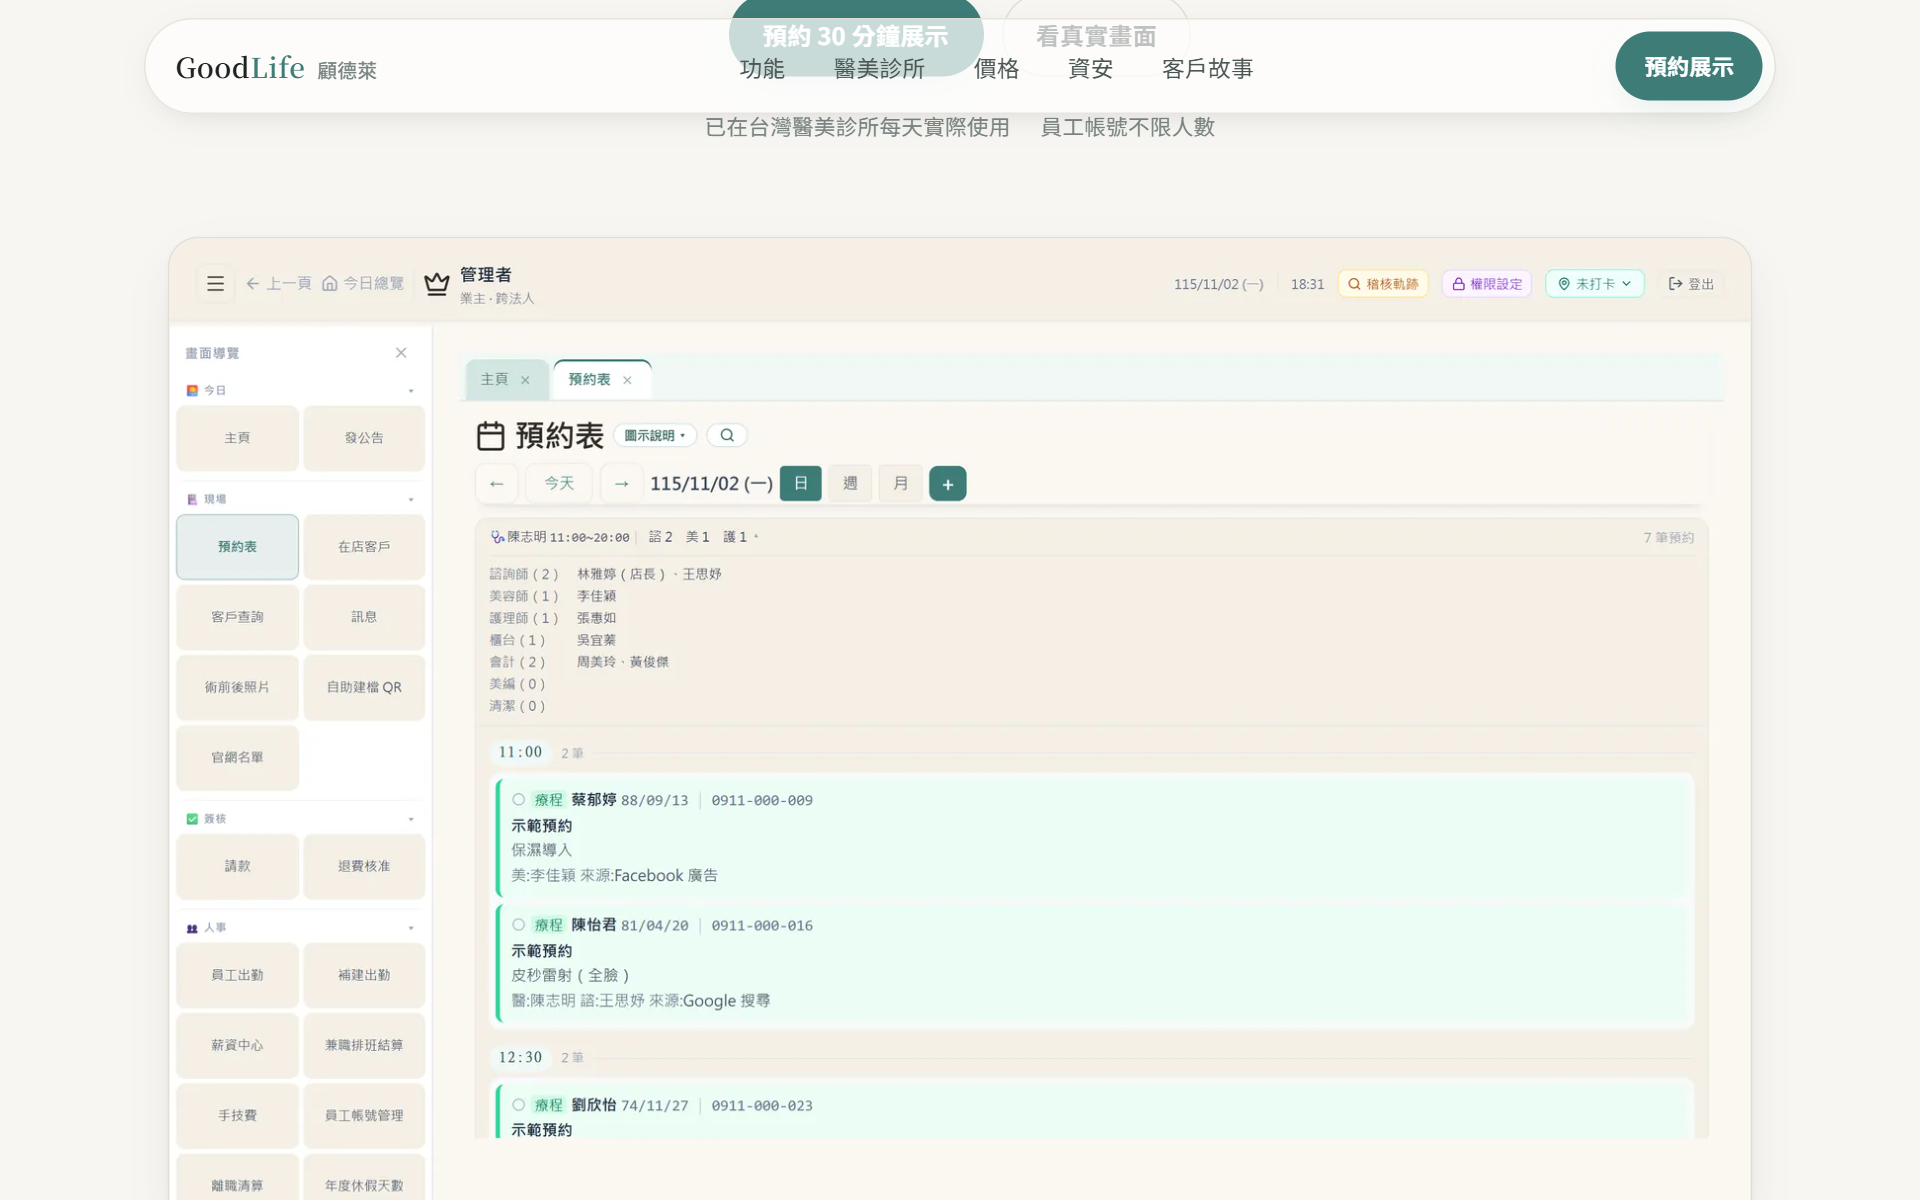 預約 30 分鐘展示
看真實畫面
GoodLife 顧德萊
功能
醫美診所
價格
資安
客戶故事
預約展示
已在台灣醫美診所每天實際使用 員工帳號不限人數
上一頁
今日總覽
管理者
業主 · 跨法人
115/11/02 (一)
18:31
稽核軌跡
權限設定
未打卡
登出
畫面導覽
今日
主頁
發公告
現場
預約表
在店客戶
客戶查詢
訊息
術前後照片
自助建檔 QR
官網名單
簽核
請款
退費核准
人事
員工出勤
補建出勤
薪資中心
兼職排班結算
手技費
員工帳號管理
離職清算
年度休假天數
主頁 ×
預約表 ×
預約表
圖示說明
← 今天 → 115/11/02 (一) 日 週 月 +
陳志明 11:00~20:00 諮 2 美 1 護 1
7 筆預約
諮詢師 ( 2 ) 林雅婷 ( 店長 )、王思妤
美容師 ( 1 ) 李佳穎
護理師 ( 1 ) 張惠如
櫃台 ( 1 ) 吳宜蓁
會計 ( 2 ) 周美玲、黃俊傑
美編 ( 0 )
清潔 ( 0 )
11:00 2 筆
療程 蔡郁婷 88/09/13 0911-000-009
示範預約
保濕導入
美:李佳穎 來源:Facebook 廣告
療程 陳怡君 81/04/20 0911-000-016
示範預約
皮秒雷射 ( 全臉 )
醫:陳志明 諮:王思妤 來源:Google 搜尋
12:30 2 筆
療程 劉欣怡 74/11/27 0911-000-023
示範預約